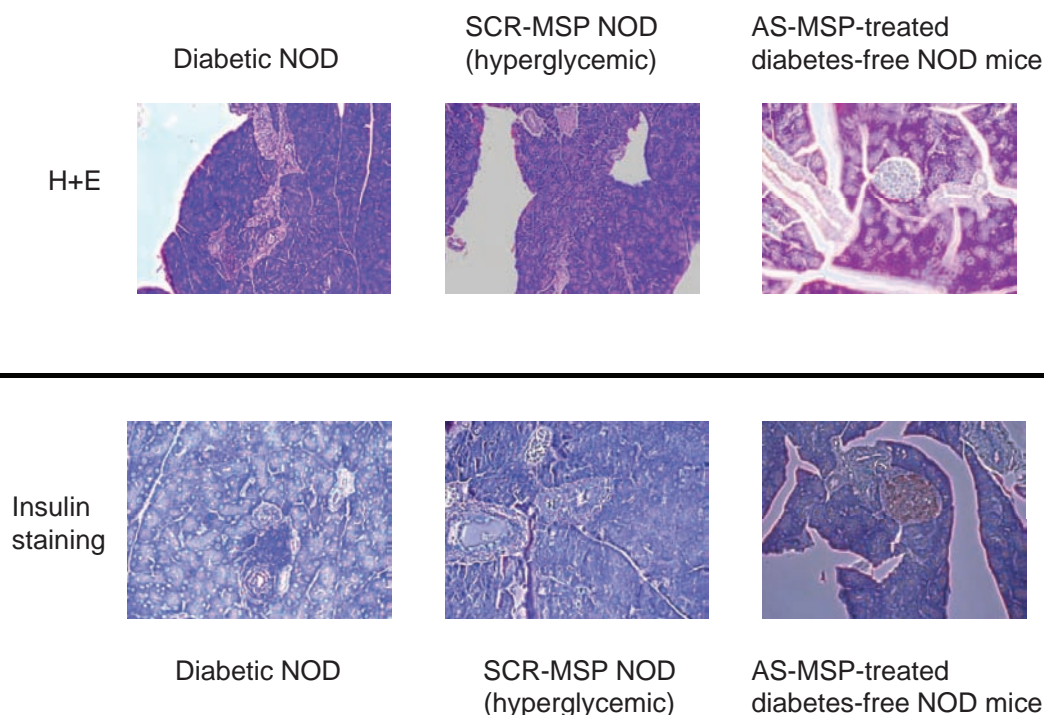 Diabetic NOD
SCR-MSP NOD
(hyperglycemic)
AS-MSP-treated
diabetes-free NOD mice
H+E
Insulin
staining
Diabetic NOD
SCR-MSP NOD
(hyperglycemic)
AS-MSP-treated
diabetes-free NOD mice